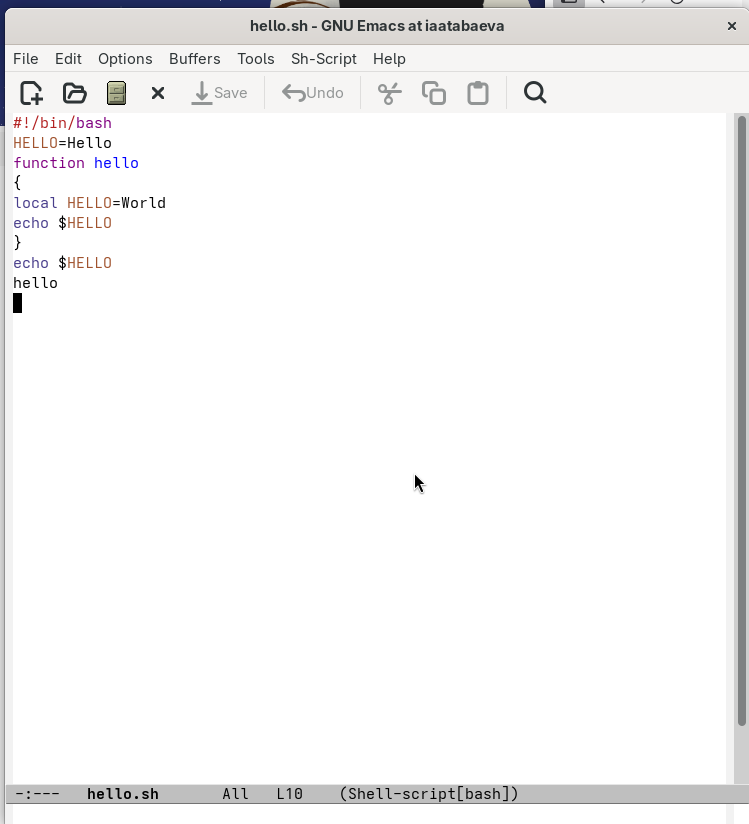 hello.sh - GNU Emacs at iaatabaeva
File Edit Options Buffers Tools Sh-Script Help
Save Undo
#!/bin/bash
HELLO=Hello
function hello
{
local HELLO=World
echo $HELLO
}
echo $HELLO
hello
-:--- hello.sh All L10 (Shell-script[bash])